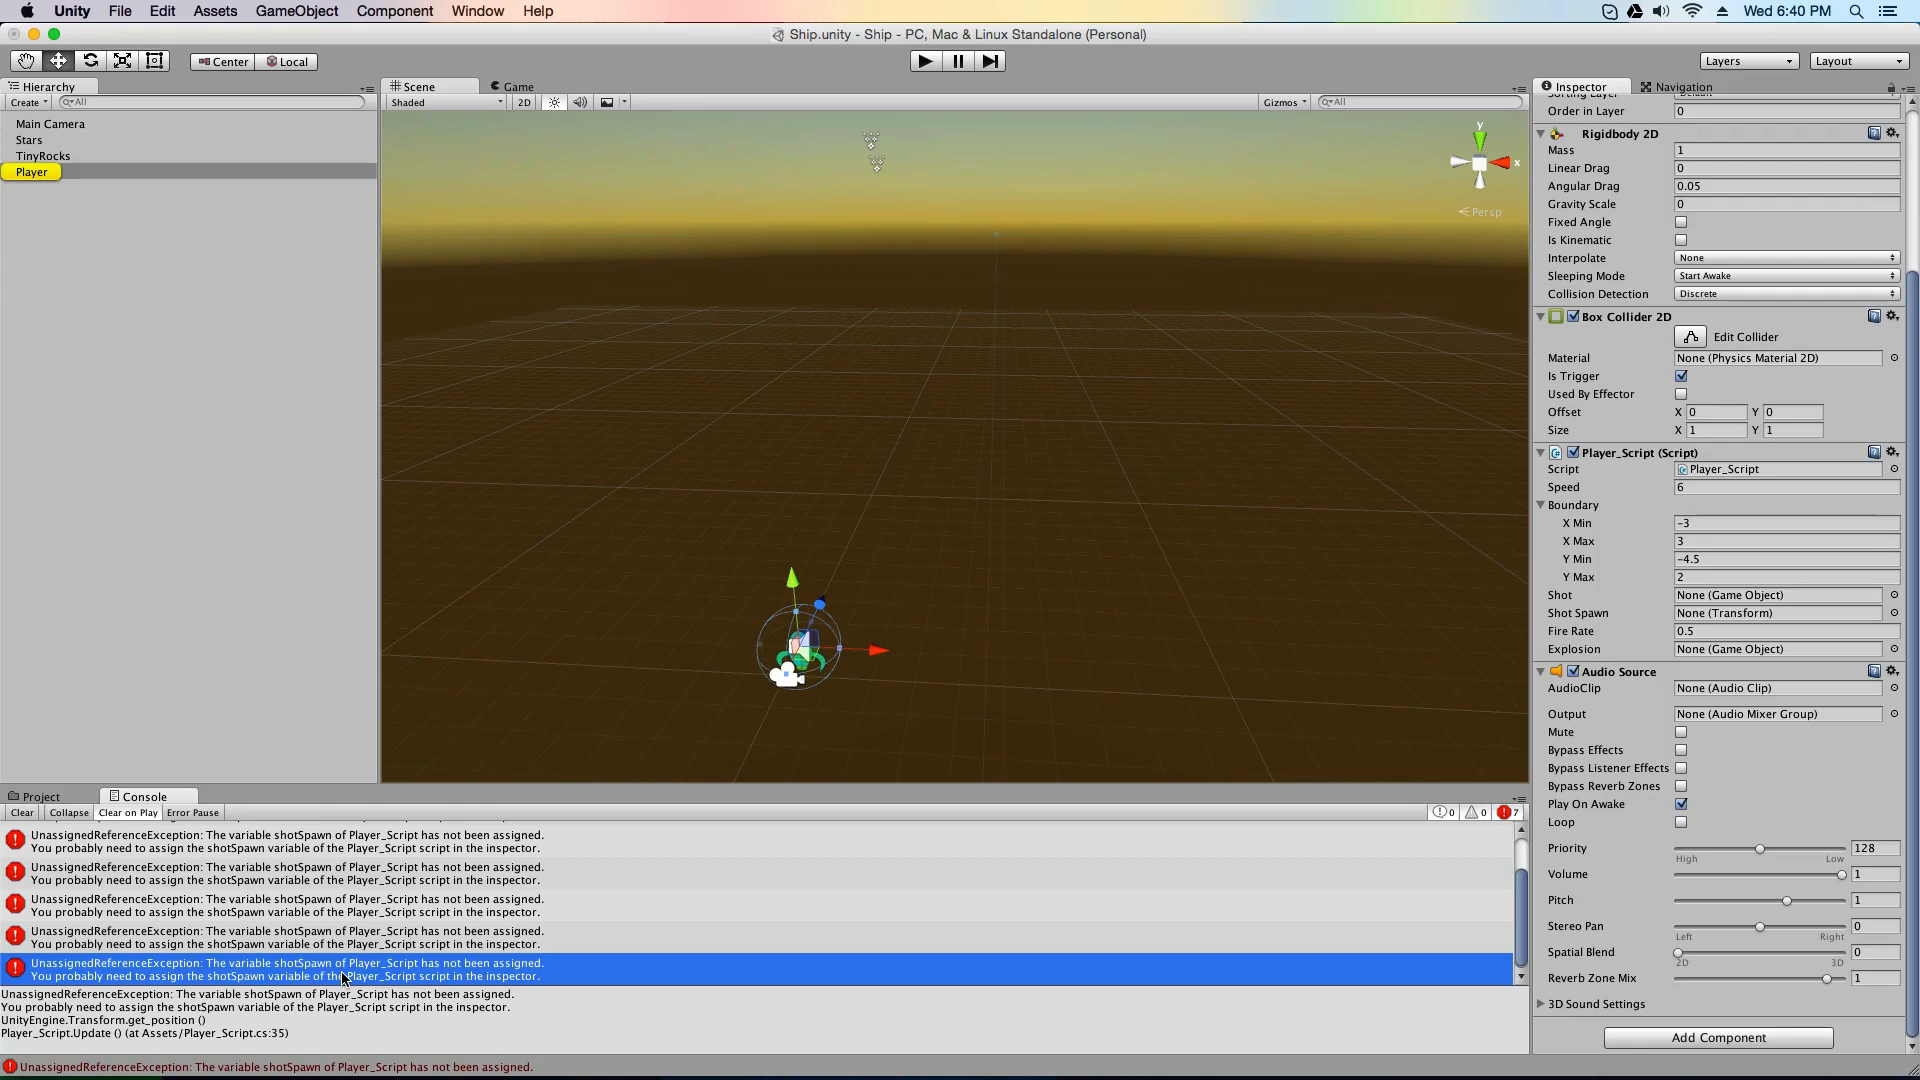 Unity File Edit Assets GameObject Component Window Help Wed 6:40 PM
Ship.unity - Ship - PC, Mac & Linux Standalone (Personal)
Center Local Layers Layout
Hierarchy
Create All
Main Camera
Stars
TinyRocks
Player
Scene Game
Shaded 2D Gizmos All
y
x
Persp
Inspector Navigation
Sorting Layer Default
Order in Layer 0
Rigidbody 2D
Mass 1
Linear Drag 0
Angular Drag 0.05
Gravity Scale 0
Fixed Angle
Is Kinematic
Interpolate None
Sleeping Mode Start Awake
Collision Detection Discrete
Box Collider 2D
Edit Collider
Material None (Physics Material 2D)
Is Trigger
Used By Effector
Offset X 0 Y 0
Size X 1 Y 1
Player_Script (Script)
Script Player_Script
Speed 6
Boundary
X Min -3
X Max 3
Y Min -4.5
Y Max 2
Shot None (Game Object)
Shot Spawn None (Transform)
Fire Rate 0.5
Explosion None (Game Object)
Audio Source
AudioClip None (Audio Clip)
Output None (Audio Mixer Group)
Mute
Bypass Effects
Bypass Listener Effects
Bypass Reverb Zones
Play On Awake
Loop
Priority 128
High Low
Volume 1
Pitch 1
Stereo Pan 0
Left Right
Spatial Blend 0
2D 3D
Reverb Zone Mix 1
3D Sound Settings
Add Component
Project Console
Clear Collapse Clear on Play Error Pause 0 0 7
UnassignedReferenceException: The variable shotSpawn of Player_Script has not been assigned.
You probably need to assign the shotSpawn variable of the Player_Script script in the inspector.
UnassignedReferenceException: The variable shotSpawn of Player_Script has not been assigned.
You probably need to assign the shotSpawn variable of the Player_Script script in the inspector.
UnassignedReferenceException: The variable shotSpawn of Player_Script has not been assigned.
You probably need to assign the shotSpawn variable of the Player_Script script in the inspector.
UnassignedReferenceException: The variable shotSpawn of Player_Script has not been assigned.
You probably need to assign the shotSpawn variable of the Player_Script script in the inspector.
UnassignedReferenceException: The variable shotSpawn of Player_Script has not been assigned.
You probably need to assign the shotSpawn variable of the Player_Script script in the inspector.
UnassignedReferenceException: The variable shotSpawn of Player_Script has not been assigned.
You probably need to assign the shotSpawn variable of the Player_Script script in the inspector.
UnityEngine.Transform.get_position ()
Player_Script.Update () (at Assets/Player_Script.cs:35)
UnassignedReferenceException: The variable shotSpawn of Player_Script has not been assigned.